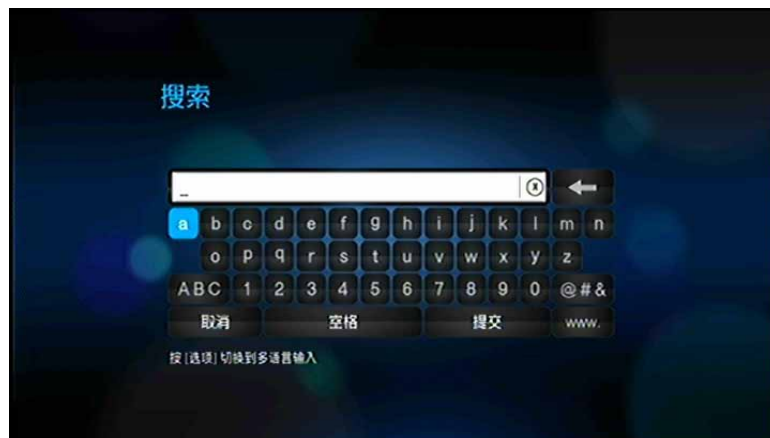 搜索
_
a b c d e f g h i j k l m n
o p q r s t u v w x y z
ABC 1 2 3 4 5 6 7 8 9 0 @#&
取消 空格 提交 www.
按 [选项] 切换到多语言输入